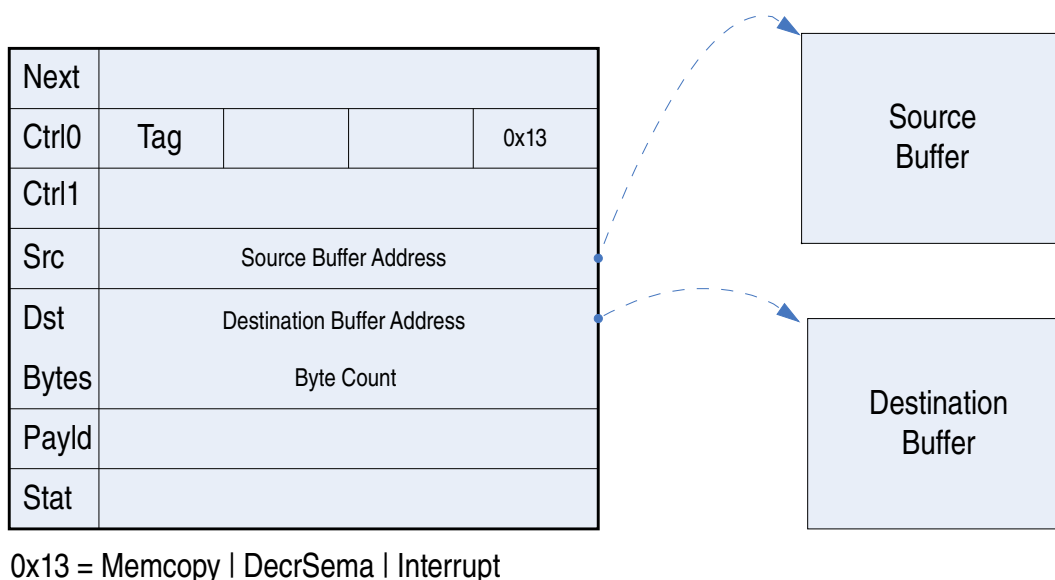 Next
Ctrl0 Tag 0x13
Ctrl1
Src Source Buffer Address
Dst Destination Buffer Address
Bytes Byte Count
Payld
Stat
Source
Buffer
Destination
Buffer
0x13 = Memcopy | DecrSema | Interrupt